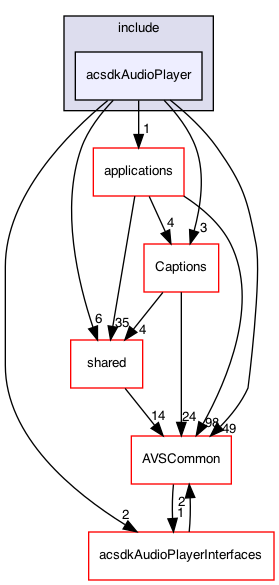 include
acsdkAudioPlayer
1
applications
4
3
Captions
6
35
4
shared
14
24
98
49
AVSCommon
2
2
1
acsdkAudioPlayerInterfaces